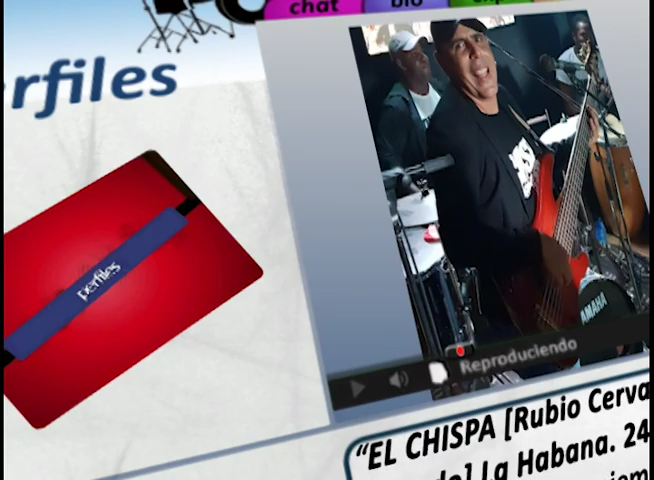 chat
bio
rfiles
perfiles
YAMAHA
Reproduciendo
“EL CHISPA [Rubio Cerva
La Habana. 24